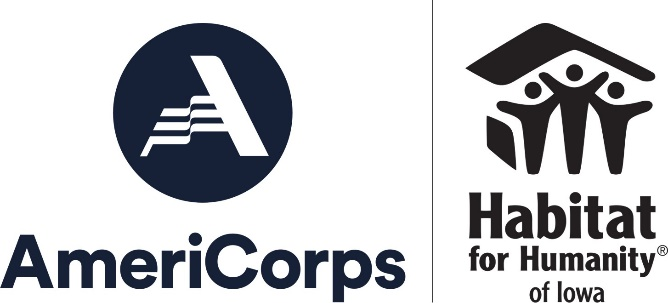 AmeriCorps
Habitat
for Humanity®
of Iowa